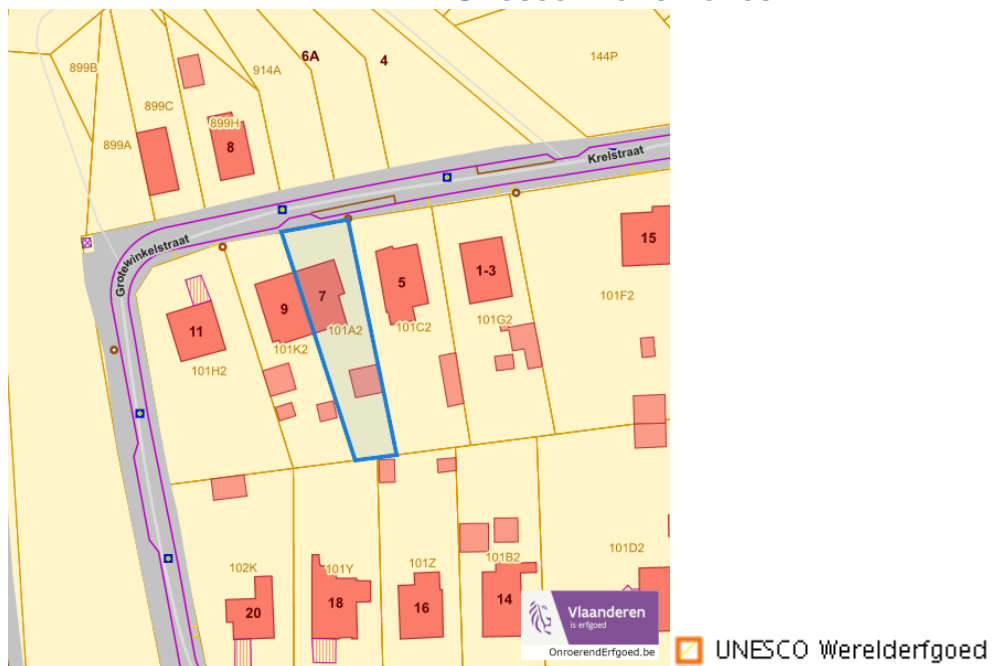 6A
4
144P
899B
914A
899C
899H
899A
8
Krelstraat
Grotewinkelstraat
15
1-3
5
7
9
11
101F2
101G2
101C2
101A2
101K2
101H2
101D2
101B2
101Z
101Y
102K
14
16
18
20
Vlaanderen
is erfgoed
OnroerendErfgoed.be
UNESCO Werelderfgoed